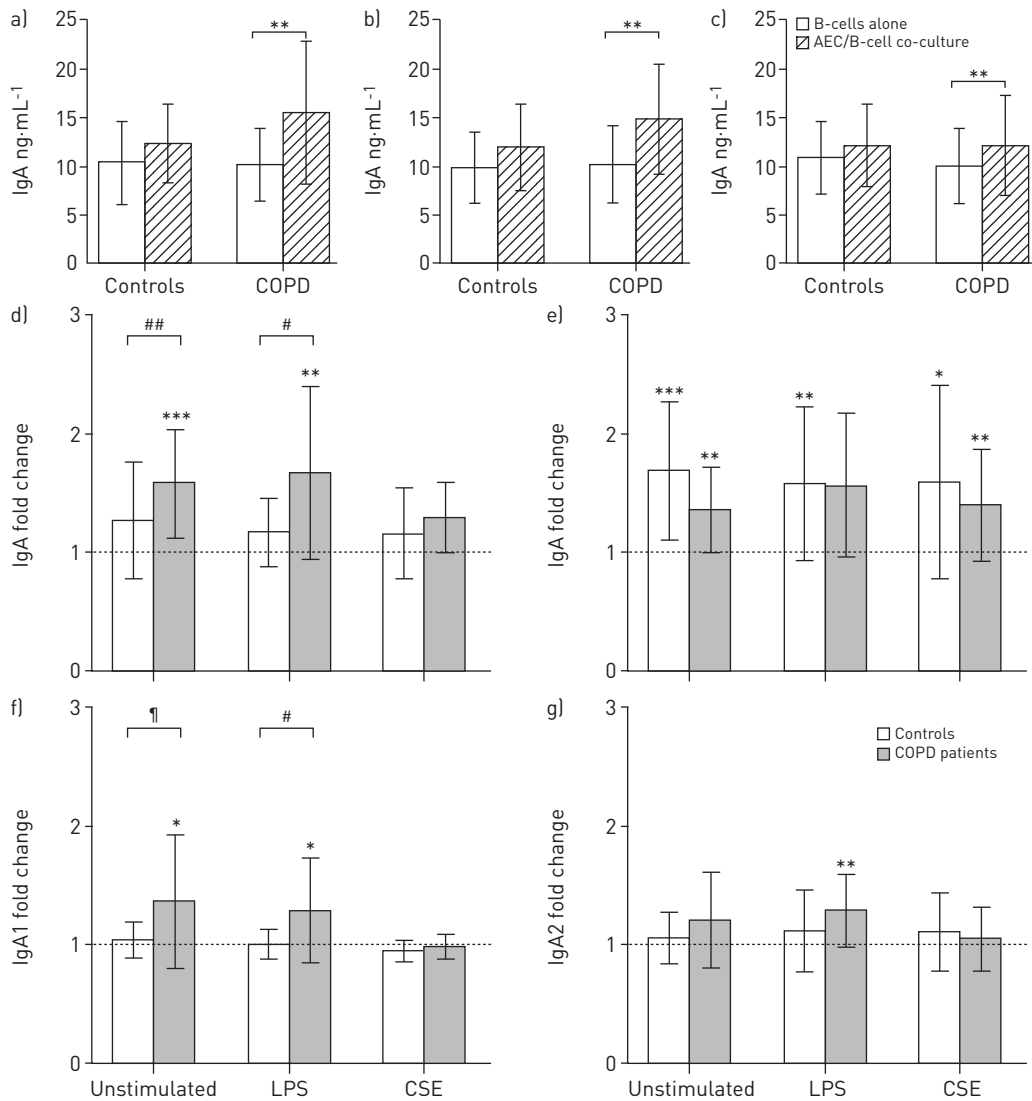 a)
25
20
15
10
5
0
IgA ng·mL⁻¹
**
Controls COPD
b)
25
20
15
10
5
0
IgA ng·mL⁻¹
**
Controls COPD
c)
25
20
15
10
5
0
IgA ng·mL⁻¹
B-cells alone
AEC/B-cell co-culture
**
Controls COPD
d)
3
2
1
0
IgA fold change
## #
*** **
e)
3
2
1
0
IgA fold change
*** ** *
** **
f)
3
2
1
0
IgA1 fold change
¶ #
* *
Unstimulated LPS CSE
g)
3
2
1
0
IgA2 fold change
Controls
COPD patients
**
Unstimulated LPS CSE